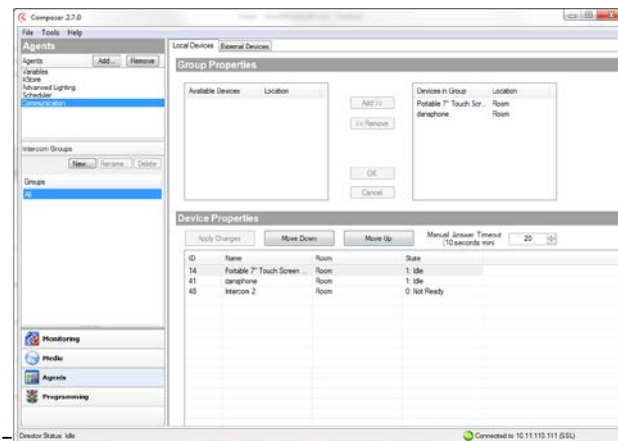 Composer 2.7.0
File Tools Help
Agents
Agents Add... Remove
Variables
4Store
Advanced Lighting
Scheduler
Communication
Intercom Groups
New... Rename... Delete
Groups
All
Monitoring
Media
Agents
Programming
Director Status: Idle
Local Devices External Devices
Group Properties
Available Devices Location
Add >>
<< Remove
OK
Cancel
Devices in Group Location
Portable 7" Touch Scr... Room
dansphone Room
Device Properties
Apply Changes Move Down Move Up Manual Answer Timeout (10 seconds min) 20
ID Name Room State
14 Portable 7" Touch Screen ... Room 1: Idle
41 dansphone Room 1: Idle
48 Intercom 2 Room 0: Not Ready
Connected to 10.11.110.111 (SSL)